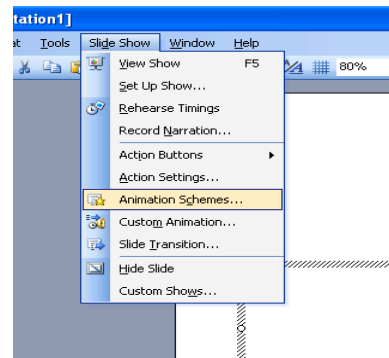 tation1]
at Tools Slide Show Window Help
80%
View Show F5
Set Up Show...
Rehearse Timings
Record Narration...
Action Buttons
Action Settings...
Animation Schemes...
Custom Animation...
Slide Transition...
Hide Slide
Custom Shows...